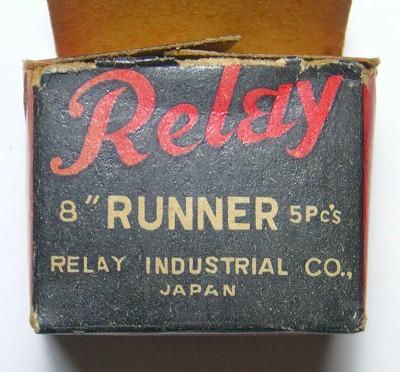 Relay
8" RUNNER 5Pc's
RELAY INDUSTRIAL CO.,
JAPAN